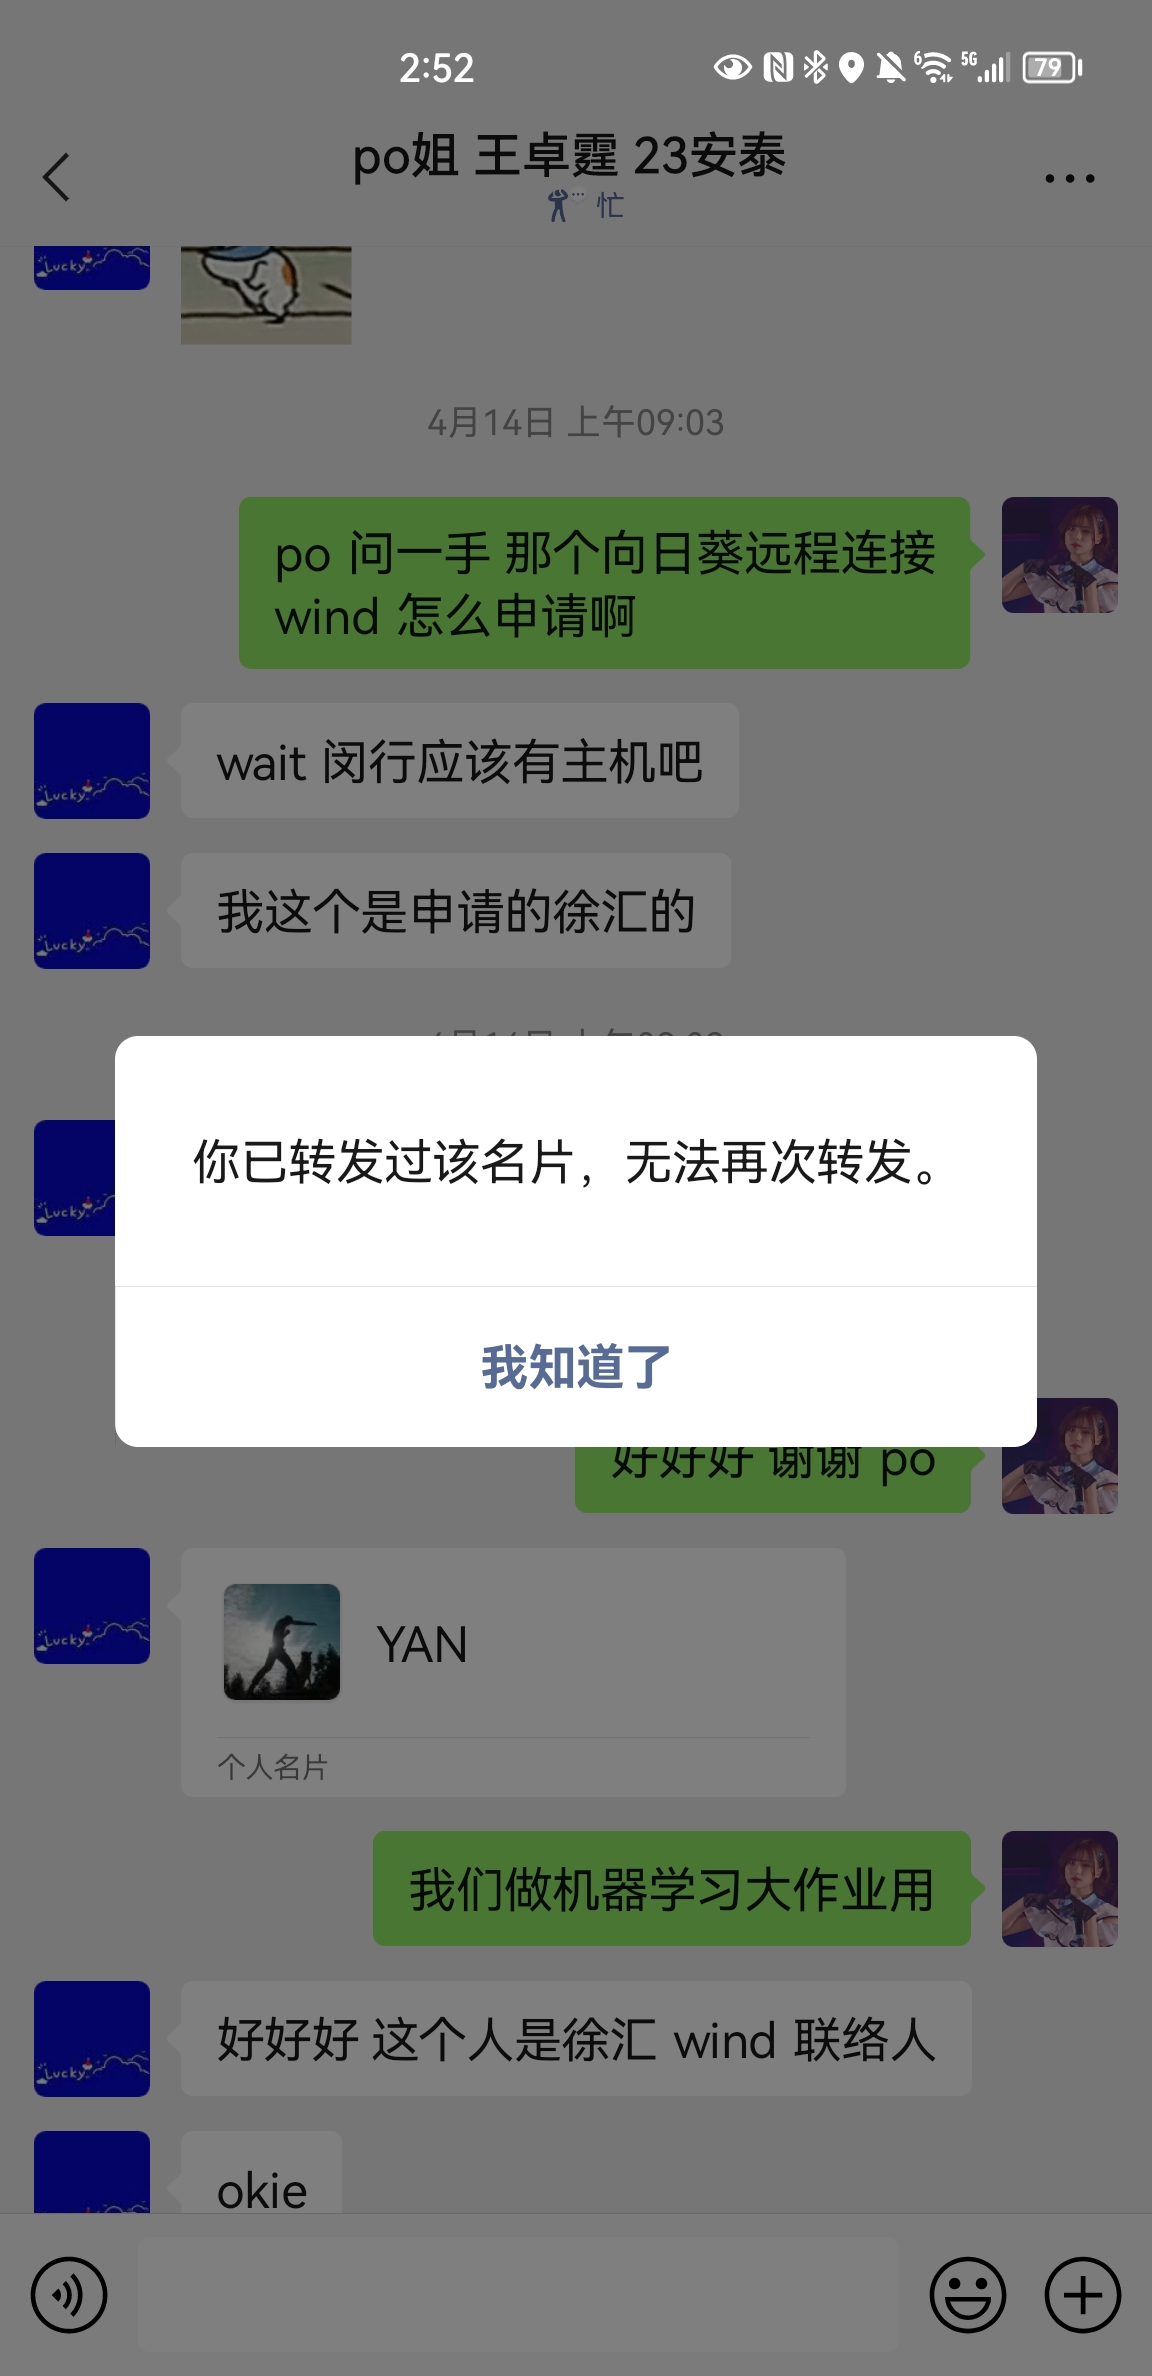 2:52
6
5G
79
po姐 王卓霆 23安泰
忙
Lucky
4月14日 上午09:03
po 问一手 那个向日葵远程连接
wind 怎么申请啊
Lucky
wait 闵行应该有主机吧
Lucky
我这个是申请的徐汇的
Lucky
你已转发过该名片，无法再次转发。
我知道了
好好好 谢谢 po
Lucky
YAN
个人名片
我们做机器学习大作业用
Lucky
好好好 这个人是徐汇 wind 联络人
okie